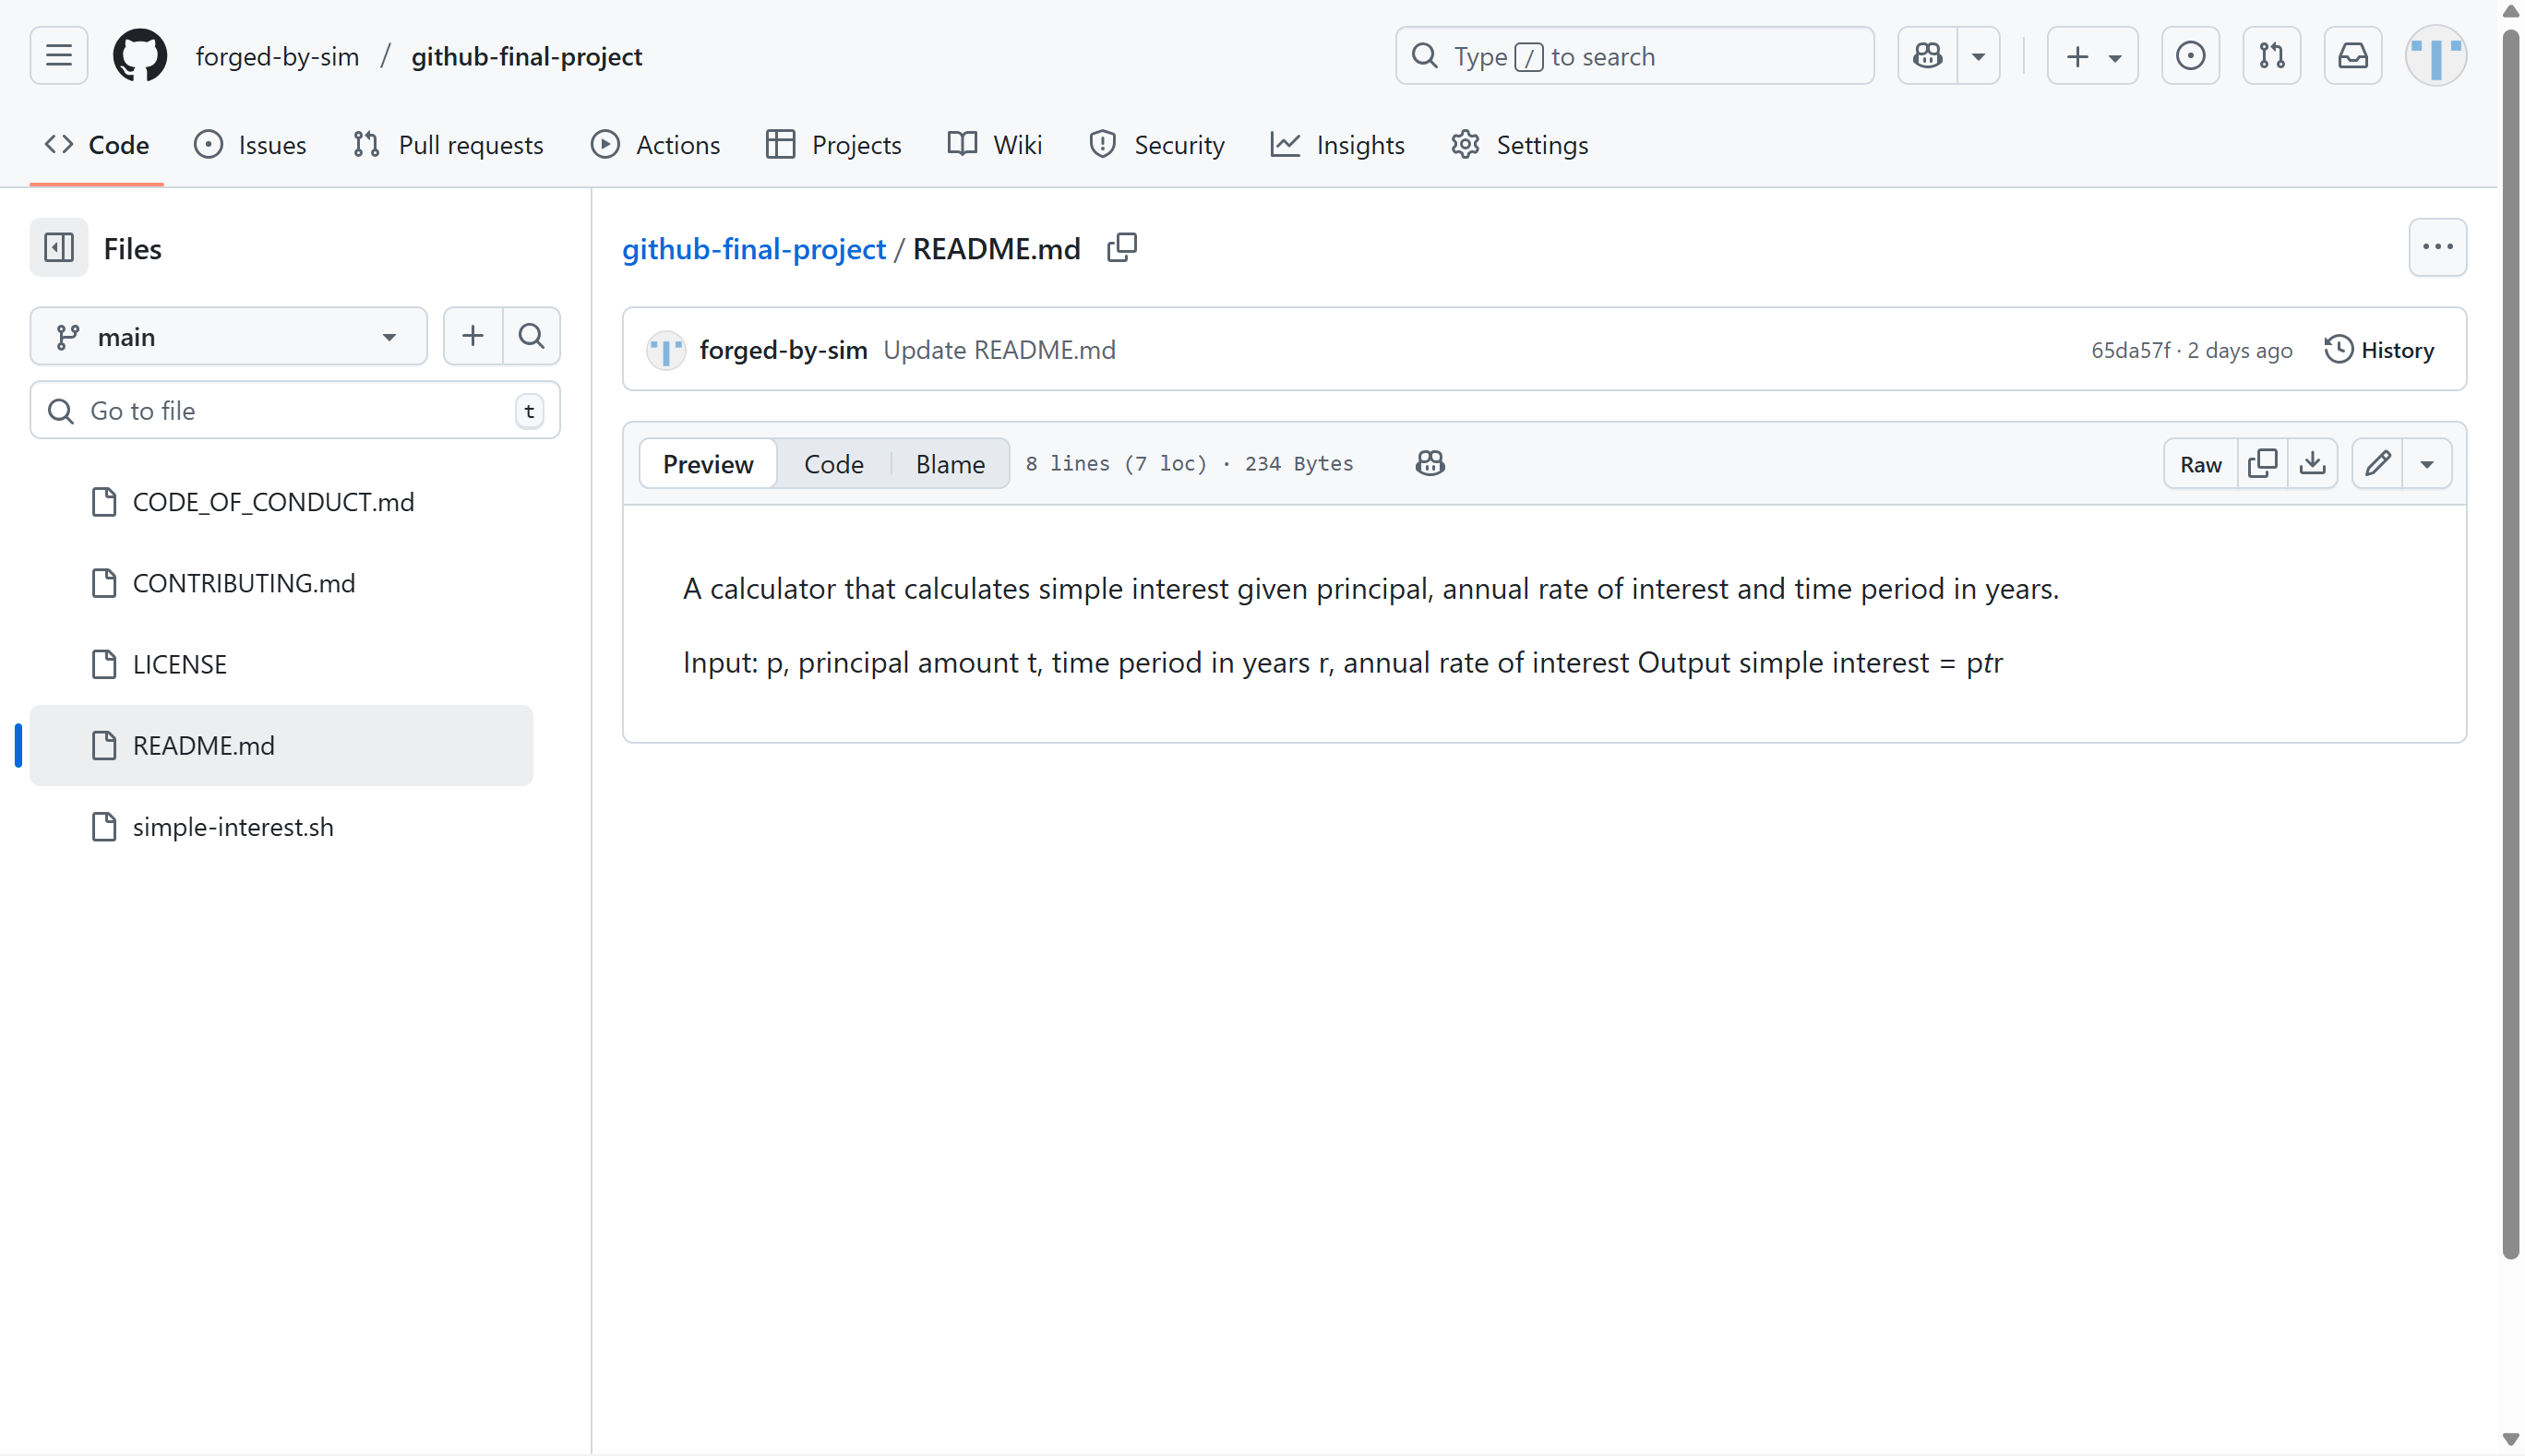 forged-by-sim / github-final-project
Type / to search
Code
Issues
Pull requests
Actions
Projects
Wiki
Security
Insights
Settings
Files
main
Go to file
t
CODE_OF_CONDUCT.md
CONTRIBUTING.md
LICENSE
README.md
simple-interest.sh
github-final-project / README.md
forged-by-sim Update README.md
65da57f · 2 days ago
History
Preview
Code
Blame
8 lines (7 loc) · 234 Bytes
Raw
A calculator that calculates simple interest given principal, annual rate of interest and time period in years.
Input: p, principal amount t, time period in years r, annual rate of interest Output simple interest = ptr